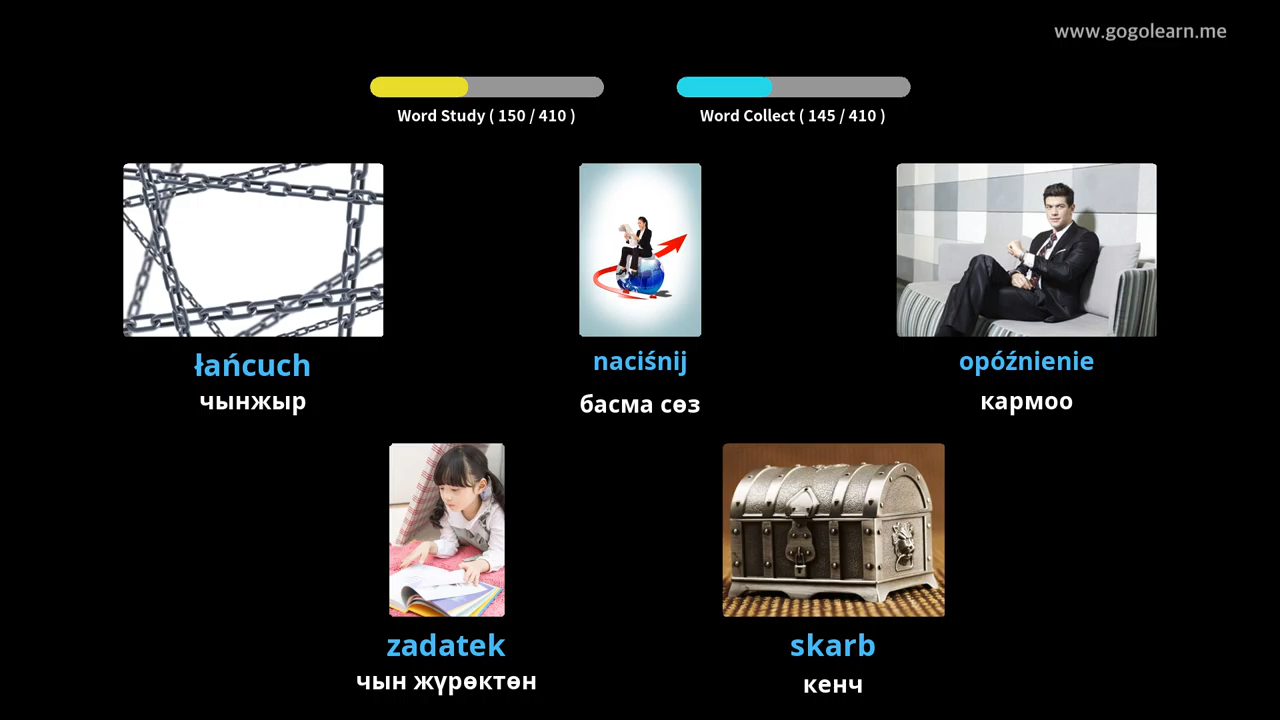 www.gogolearn.me
Word Study ( 150 / 410 )
Word Collect ( 145 / 410 )
łańcuch
чынжыр
naciśnij
басма сөз
opóźnienie
кармоо
zadatek
чын жүрөктөн
skarb
кенч